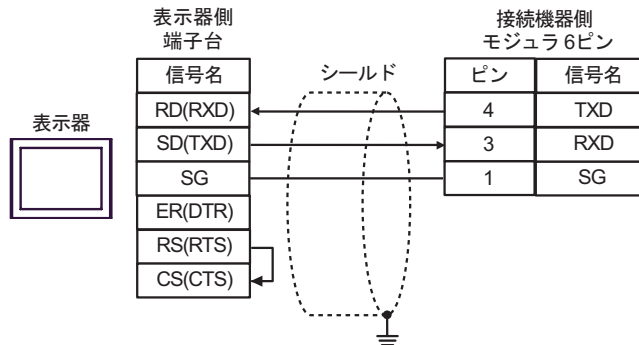 表示器側
端子台
接続機器側
モジュラ6ピン
信号名
シールド
ピン
信号名
RD(RXD)
4
TXD
表示器
SD(TXD)
3
RXD
SG
1
SG
ER(DTR)
RS(RTS)
CS(CTS)